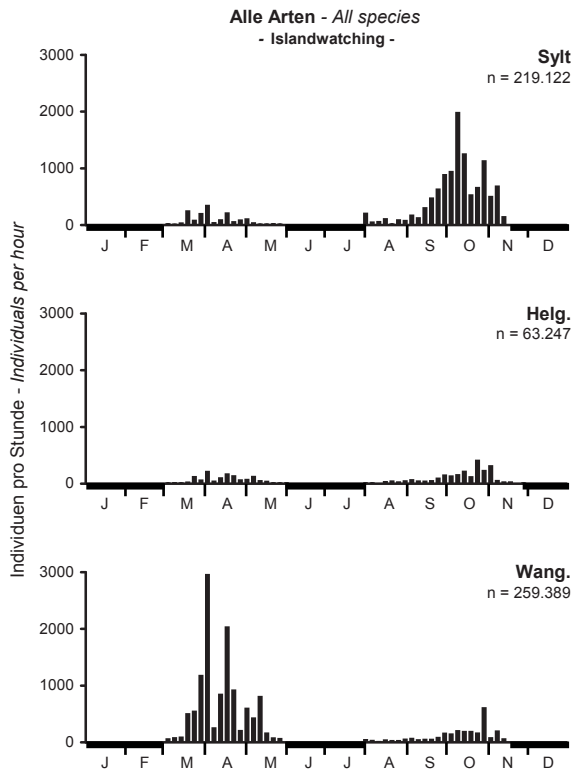 Alle Arten - All species
- Islandwatching -
Individuen pro Stunde - Individuals per hour
Sylt
n = 219.122
3000
2000
1000
0
J F M A M J J A S O N D
Helg.
n = 63.247
3000
2000
1000
0
J F M A M J J A S O N D
Wang.
n = 259.389
3000
2000
1000
0
J F M A M J J A S O N D